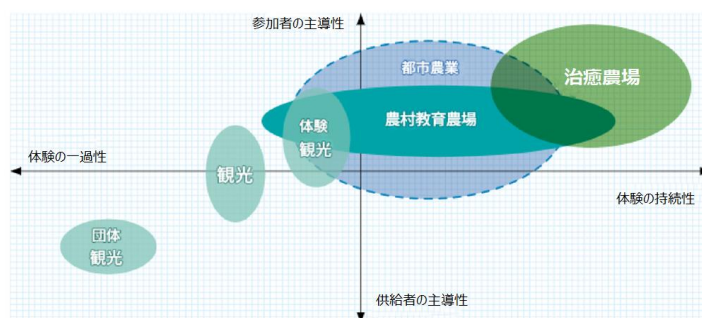 参加者の主導性
都市農業
治癒農場
体験
観光
農村教育農場
体験の一過性
観光
体験の持続性
団体
観光
供給者の主導性